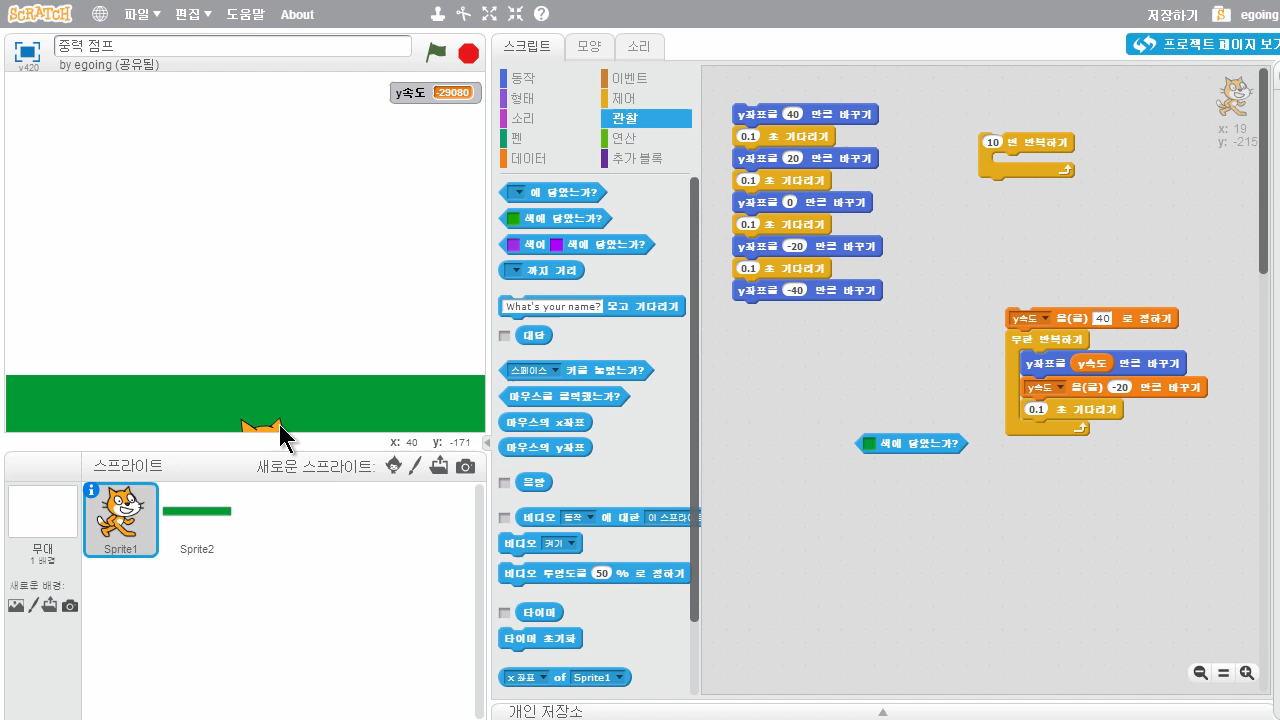 SCRATCH 파일 편집 도움말 About 저장하기 egoing
v420 중력 점프
by egoing (공유됨)
y속도 -29080
x: 40 y: -171
스크립트 모양 소리
프로젝트 페이지 보기
동작 이벤트
형태 제어
소리 관찰
펜 연산
데이터 추가 블록
에 닿았는가?
색에 닿았는가?
색이 색에 닿았는가?
까지 거리
What's your name? 묻고 기다리기
대답
스페이스 키를 눌렀는가?
마우스를 클릭했는가?
마우스의 x좌표
마우스의 y좌표
음량
비디오 동작 에 대한 이 스프라이
비디오 켜기
비디오 투명도를 50 % 로 정하기
타이머
타이머 초기화
x 좌표 of Sprite1
y좌표를 40 만큼 바꾸기
0.1 초 기다리기
y좌표를 20 만큼 바꾸기
0.1 초 기다리기
y좌표를 0 만큼 바꾸기
0.1 초 기다리기
y좌표를 -20 만큼 바꾸기
0.1 초 기다리기
y좌표를 -40 만큼 바꾸기
10 번 반복하기
x: 19
y: -215
y속도 을(를) 40 로 정하기
무한 반복하기
y좌표를 y속도 만큼 바꾸기
y속도 을(를) -20 만큼 바꾸기
0.1 초 기다리기
색에 닿았는가?
스프라이트 새로운 스프라이트:
무대
1 배경
새로운 배경:
Sprite1
Sprite2
개인 저장소